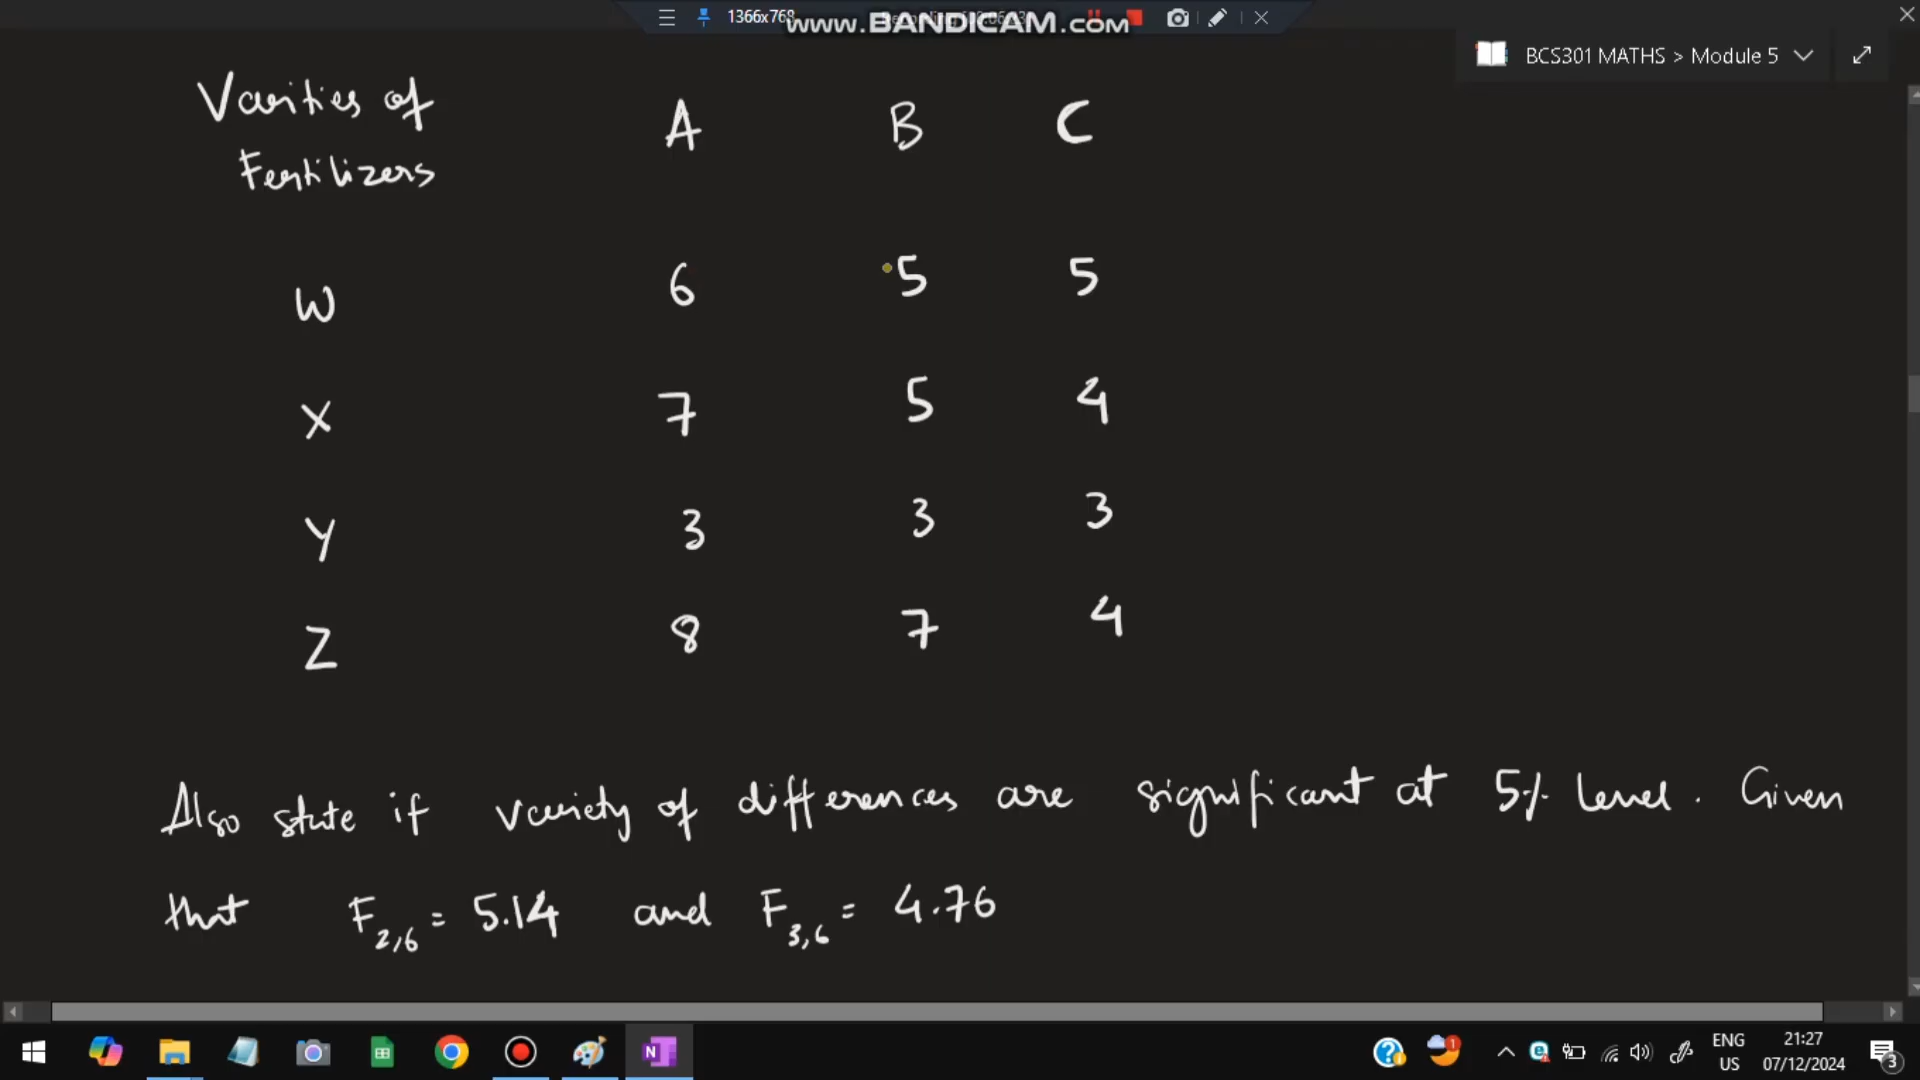 1366x768
www.BANDICAM.com
BCS301 MATHS > Module 5
Varities of
Fertilizers
A B C
W 6 5 5
X 7 5 4
Y 3 3 3
Z 8 7 4
Also state if variety of differences are significant at 5% level. Given
that F2,6 = 5.14 and F3,6 = 4.76
ENG
US
21:27
07/12/2024
3
1